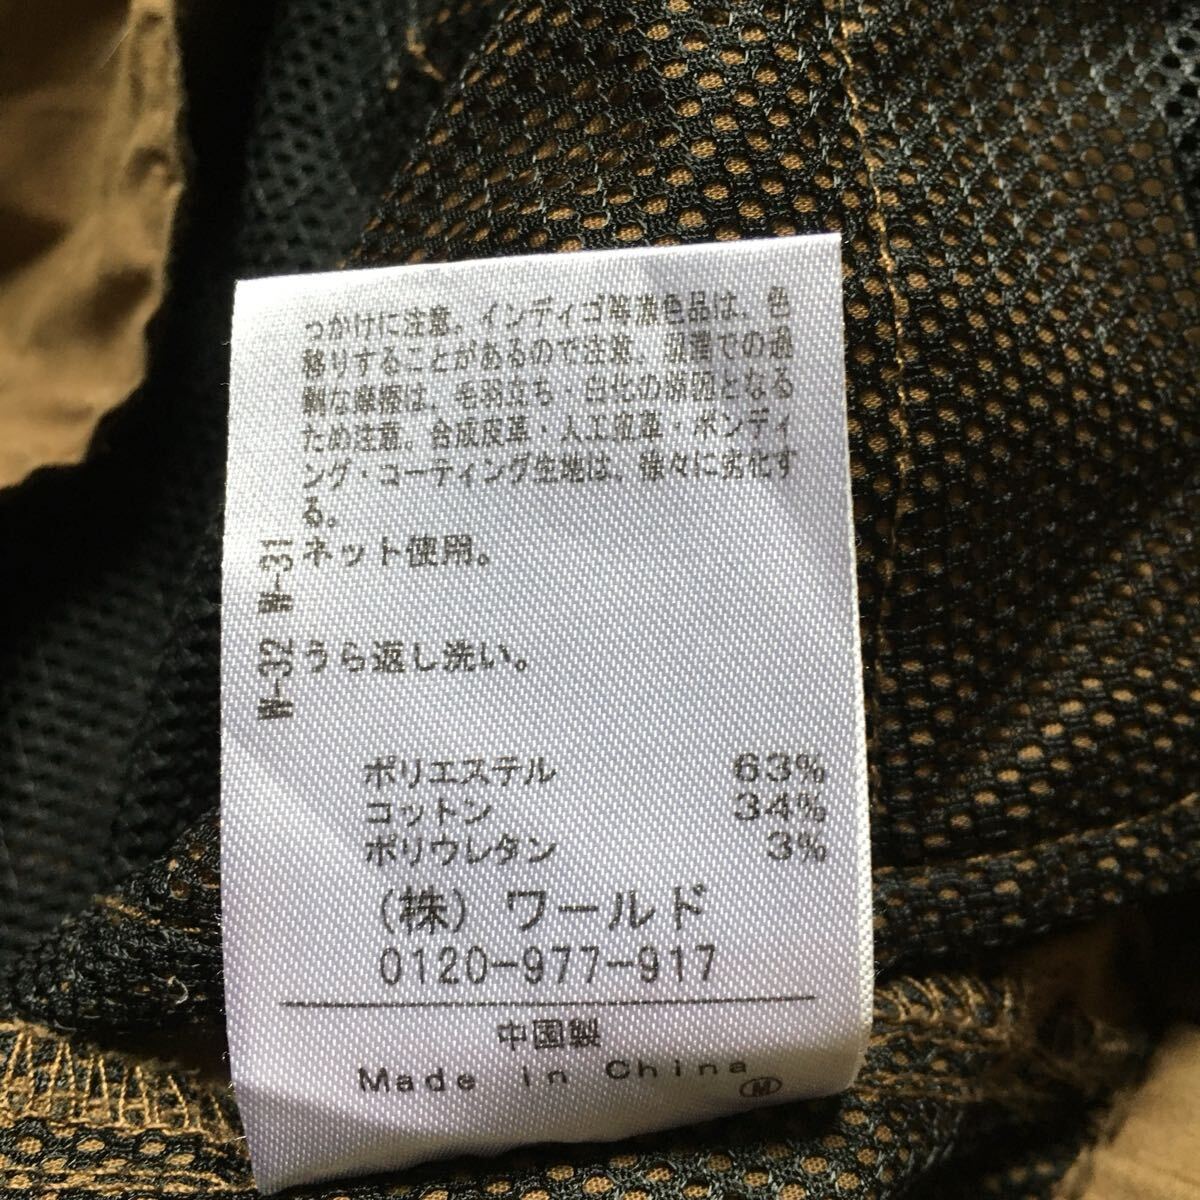 っかけに注意。インディゴ等濃色品は、色
移りすることがあるので注意。湿潤での過
剰な摩擦は、毛羽立ち・白化の原因となる
ため注意。合成皮革・人工皮革・ボンディ
ング・コーティング生地は、徐々に劣化す
る。
ネット使用。
うら返し洗い。
W-32 W-31
ポリエステル 63%
コットン 34%
ポリウレタン 3%
(株) ワールド
0120-977-917
中国製
Made in China
M